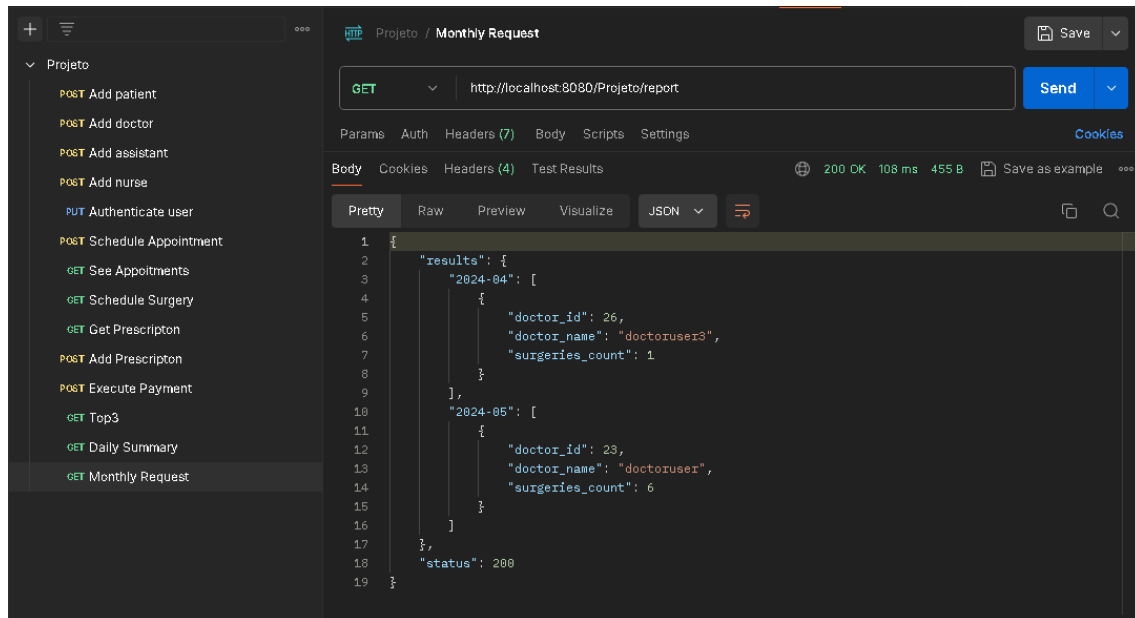 Projeto / Monthly Request
Save
Projeto
POST Add patient
POST Add doctor
POST Add assistant
POST Add nurse
PUT Authenticate user
POST Schedule Appointment
GET See Appoitments
GET Schedule Surgery
GET Get Prescripton
POST Add Prescripton
POST Execute Payment
GET Top3
GET Daily Summary
GET Monthly Request
HTTP
GET http://localhost:8080/Projeto/report
Send
Params Auth Headers (7) Body Scripts Settings
Cookies
Body Cookies Headers (4) Test Results
200 OK 108 ms 455 B Save as example
Pretty Raw Preview Visualize JSON
1 {
2 "results": {
3 "2024-04": [
4 {
5 "doctor_id": 26,
6 "doctor_name": "doctoruser3",
7 "surgeries_count": 1
8 }
9 ],
10 "2024-05": [
11 {
12 "doctor_id": 23,
13 "doctor_name": "doctoruser",
14 "surgeries_count": 6
15 }
16 ]
17 },
18 "status": 200
19 }